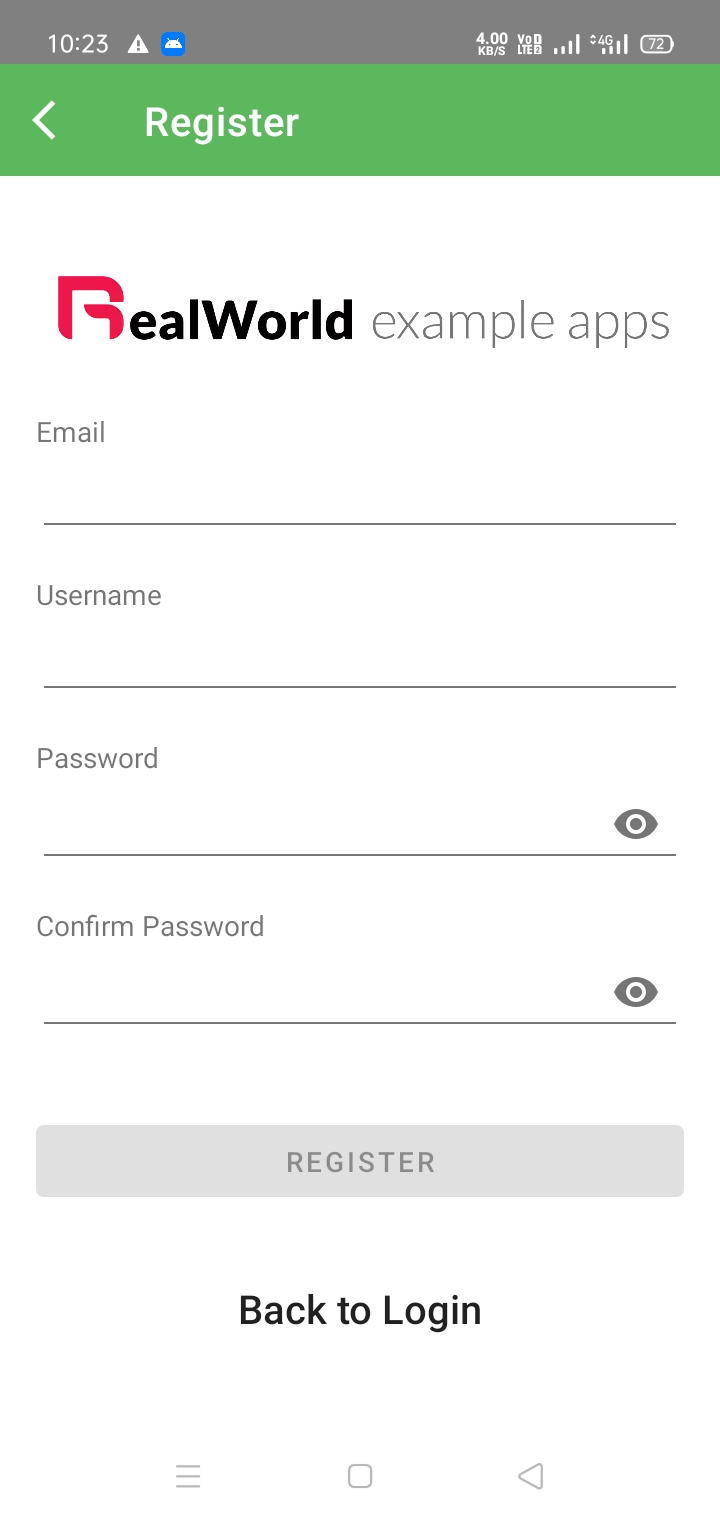 10:23 4.00 KB/S VoD LTE2 4G 72
Register
RealWorld example apps
Email
Username
Password
Confirm Password
REGISTER
Back to Login